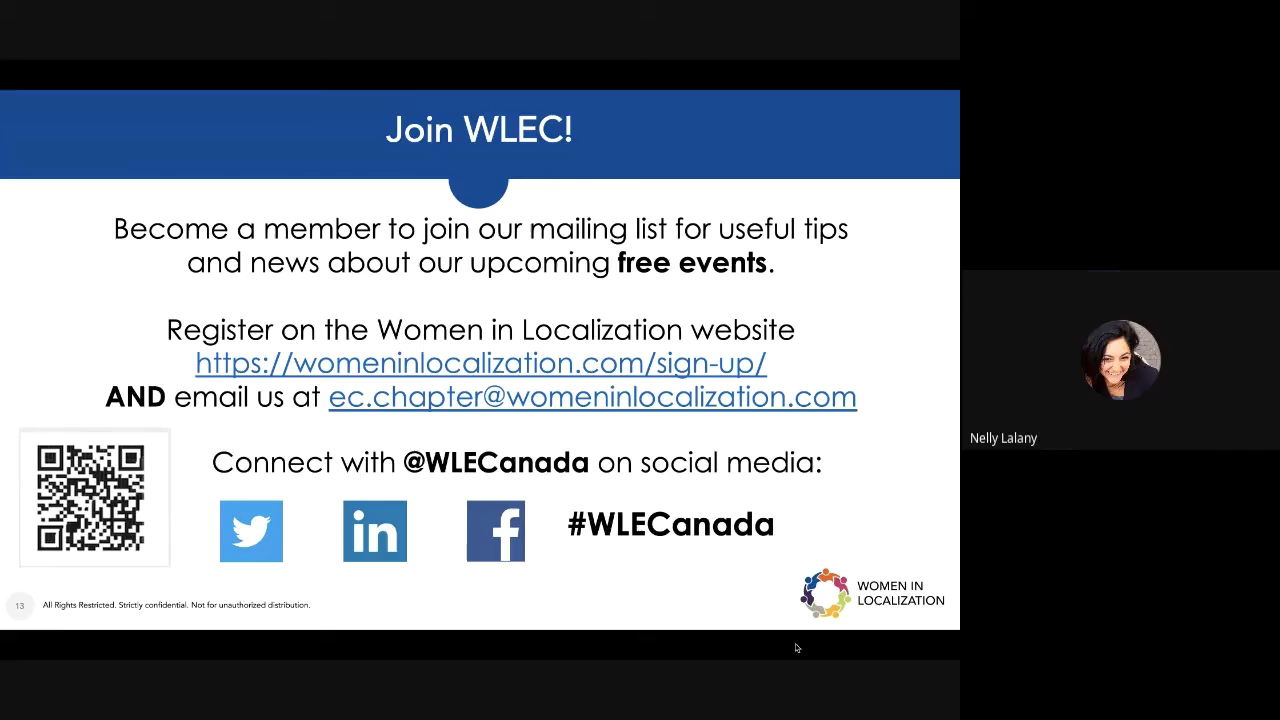 Join WLEC!
Become a member to join our mailing list for useful tips
and news about our upcoming free events.
Register on the Women in Localization website
https://womeninlocalization.com/sign-up/
AND email us at ec.chapter@womeninlocalization.com
Connect with @WLECanada on social media:
in
f
#WLECanada
WOMEN IN
LOCALIZATION
13
All Rights Restricted. Strictly confidential. Not for unauthorized distribution.
Nelly Lalany